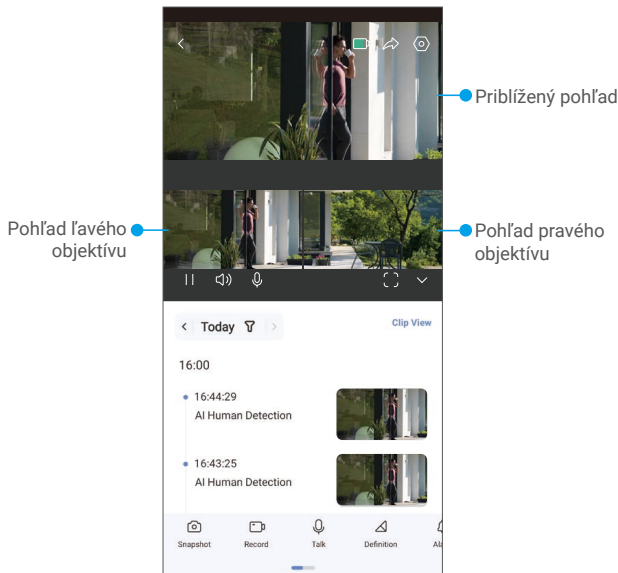 Priblížený pohľad
Pohľad ľavého
objektívu
Pohľad pravého
objektívu
Today
Clip View
16:00
16:44:29
AI Human Detection
16:43:25
AI Human Detection
Snapshot
Record
Talk
Definition